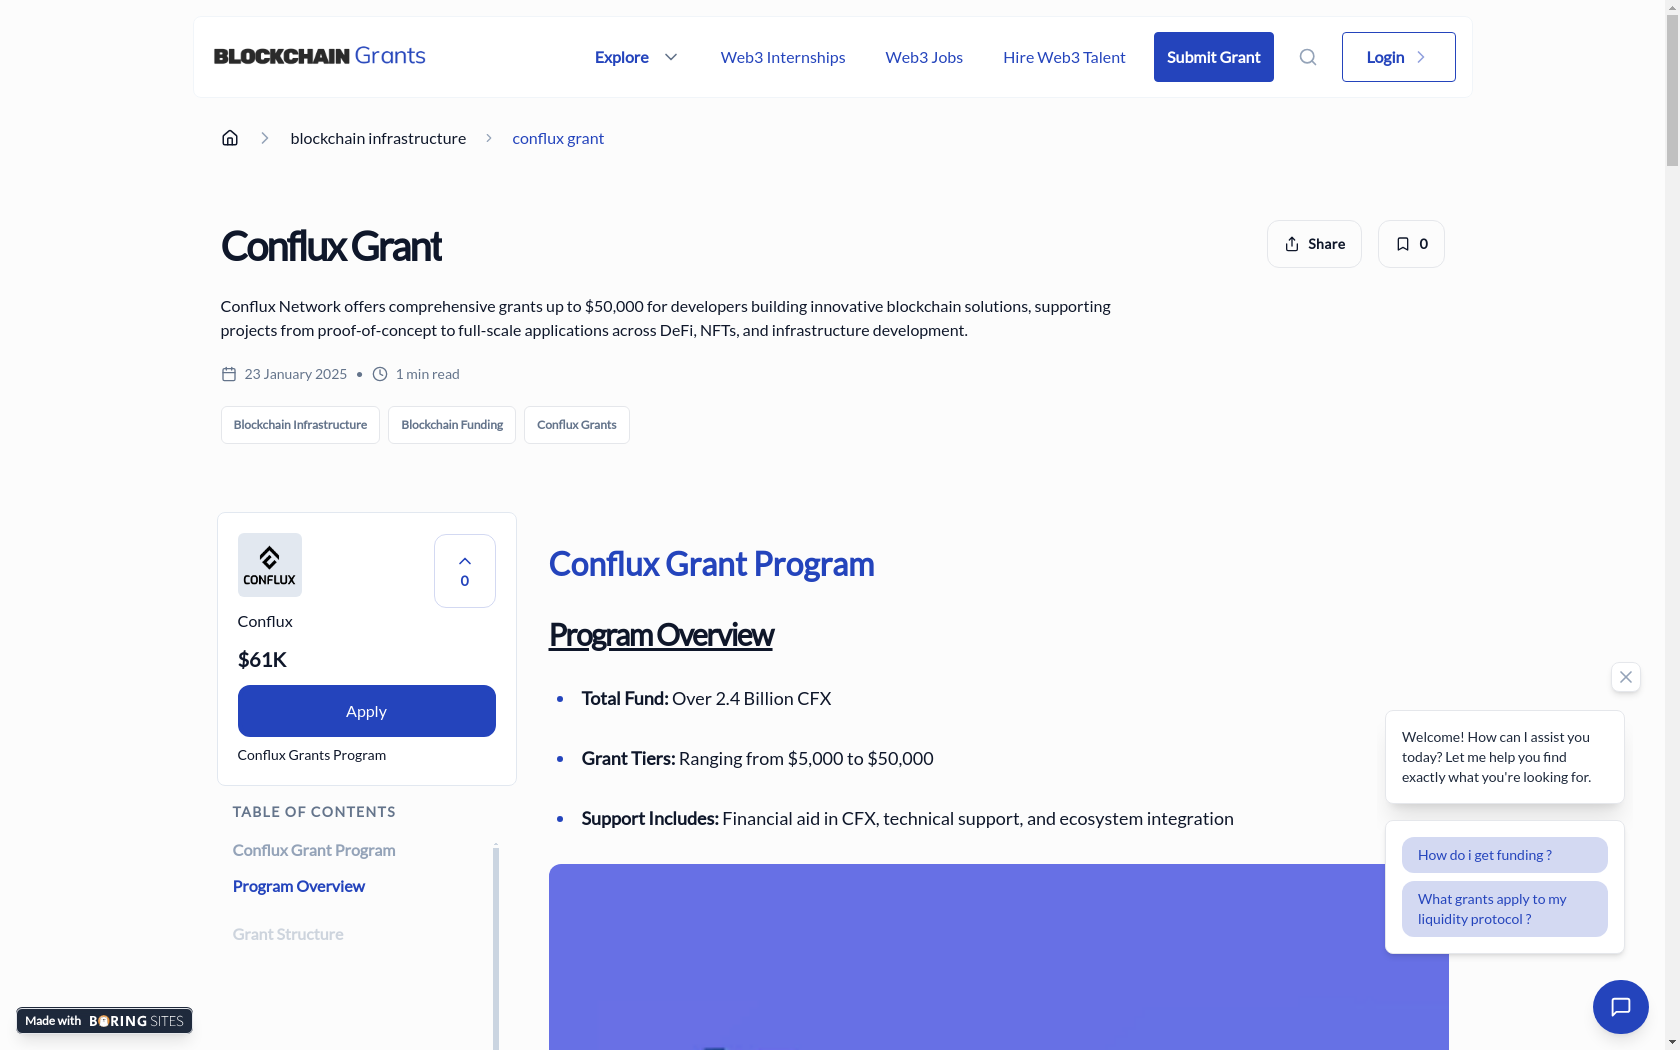 BLOCKCHAIN Grants
Explore
Web3 Internships
Web3 Jobs
Hire Web3 Talent
Submit Grant
Login
blockchain infrastructure
conflux grant
Conflux Grant
Share
0
Conflux Network offers comprehensive grants up to $50,000 for developers building innovative blockchain solutions, supporting
projects from proof-of-concept to full-scale applications across DeFi, NFTs, and infrastructure development.
23 January 2025 • 1 min read
Blockchain Infrastructure
Blockchain Funding
Conflux Grants
CONFLUX
0
Conflux
$61K
Apply
Conflux Grants Program
TABLE OF CONTENTS
Conflux Grant Program
Program Overview
Grant Structure
Conflux Grant Program
Program Overview
Total Fund: Over 2.4 Billion CFX
Grant Tiers: Ranging from $5,000 to $50,000
Support Includes: Financial aid in CFX, technical support, and ecosystem integration
Welcome! How can I assist you
today? Let me help you find
exactly what you're looking for.
How do i get funding ?
What grants apply to my
liquidity protocol ?
Made with BORING SITES